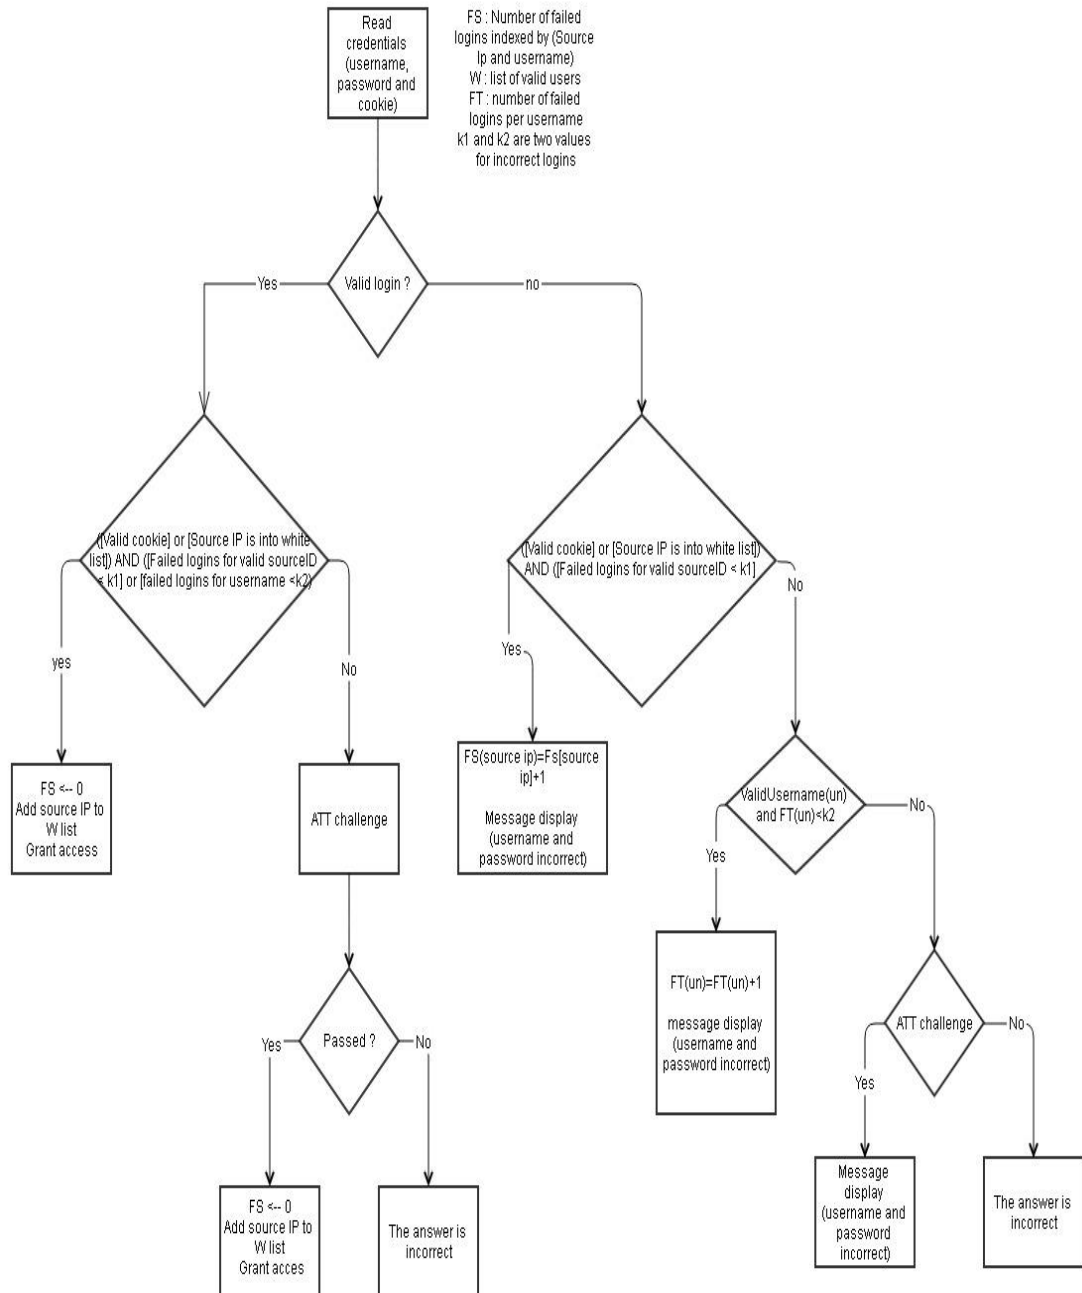 Read
credentials
(username,
password and
cookie)
FS : Number of failed
logins indexed by (Source
Ip and username)
W : list of valid users
FT : number of failed
logins per username
k1 and k2 are two values
for incorrect logins
Valid login ?
Yes
no
([Valid cookie] or [Source IP is into white
list]) AND ([Failed logins for valid sourceID
< k1] or [failed logins for username <k2)
yes
No
([Valid cookie] or [Source IP is into white list])
AND ([Failed logins for valid sourceID < k1]
Yes
No
FS <-- 0
Add source IP to
W list
Grant access
ATT challenge
FS(source ip)=Fs[source
ip]+1
Message display
(username and
password incorrect)
ValidUsername(un)
and FT(un)<k2
Yes
No
FT(un)=FT(un)+1
message display
(username and
password incorrect)
Passed ?
Yes
No
ATT challenge
Yes
No
FS <-- 0
Add source IP to
W list
Grant acces
The answer is
incorrect
Message
display
(username and
password
incorrect)
The answer is
incorrect